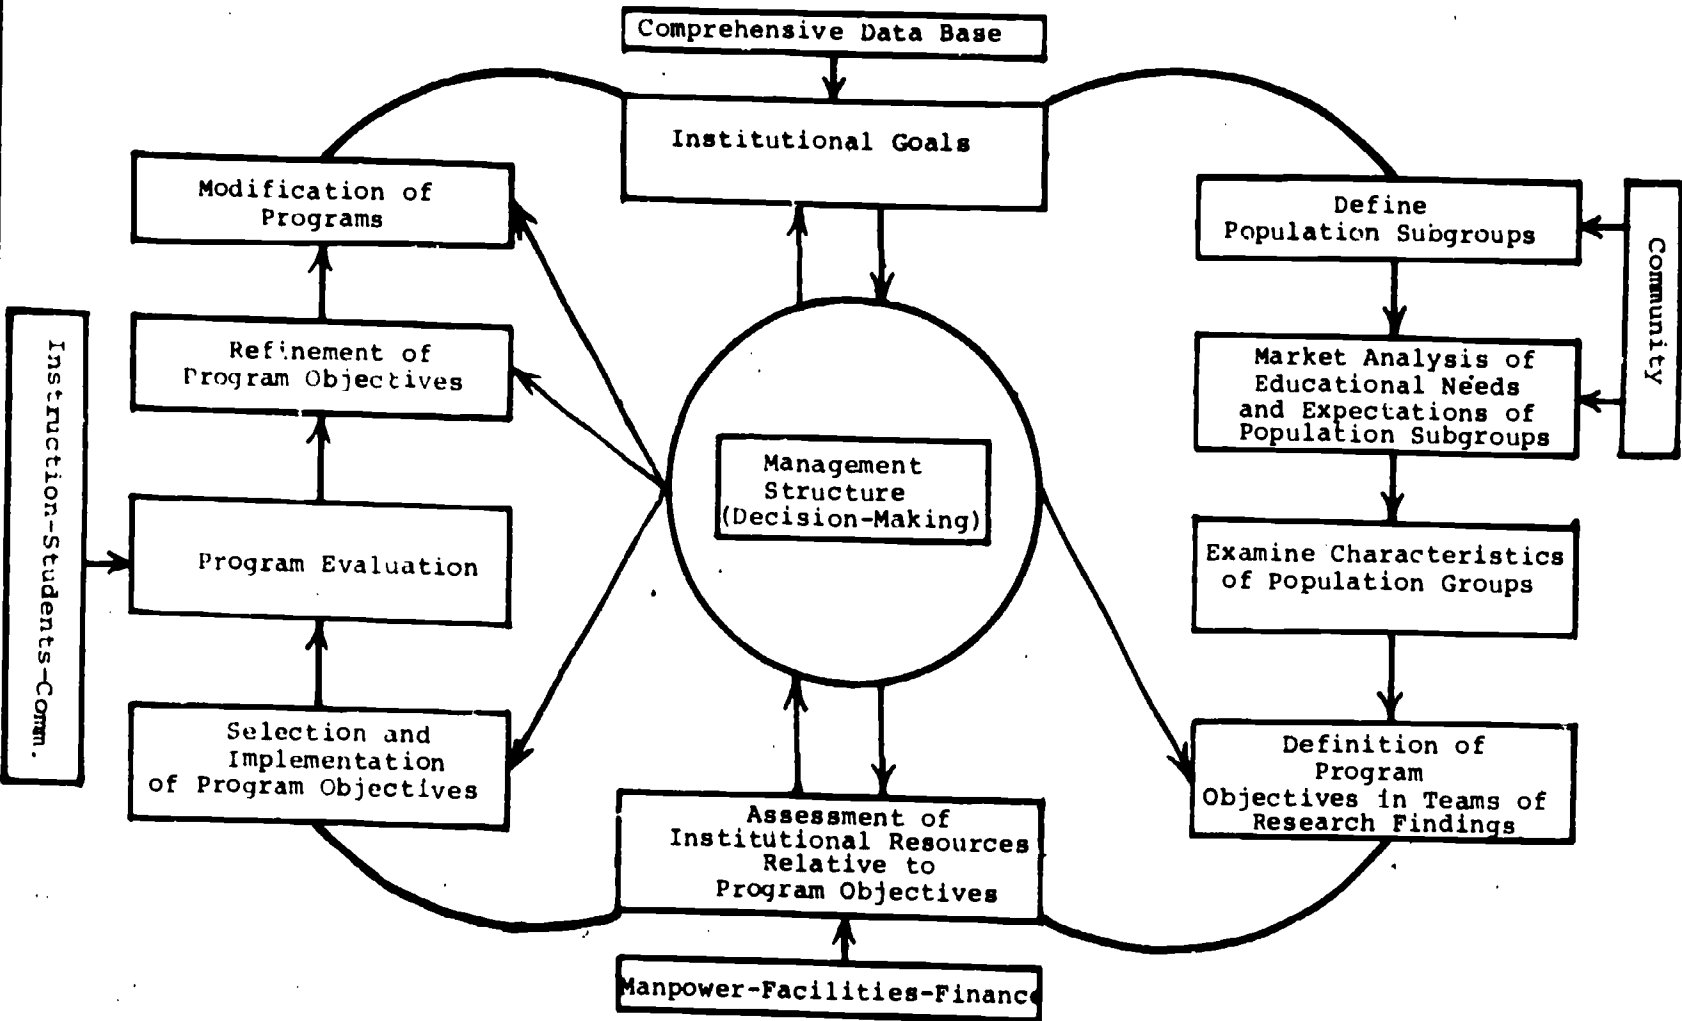 Comprehensive Data Base
Institutional Goals
Modification of
Programs
Define
Population Subgroups
Community
Refinement of
Program Objectives
Market Analysis of
Educational Needs
and Expectations of
Population Subgroups
Instruction-Students-Comm.
Management
Structure
(Decision-Making)
Program Evaluation
Examine Characteristics
of Population Groups
Selection and
Implementation
of Program Objectives
Definition of
Program
Objectives in Teams of
Research Findings
Assessment of
Institutional Resources
Relative to
Program Objectives
Manpower-Facilities-Finance